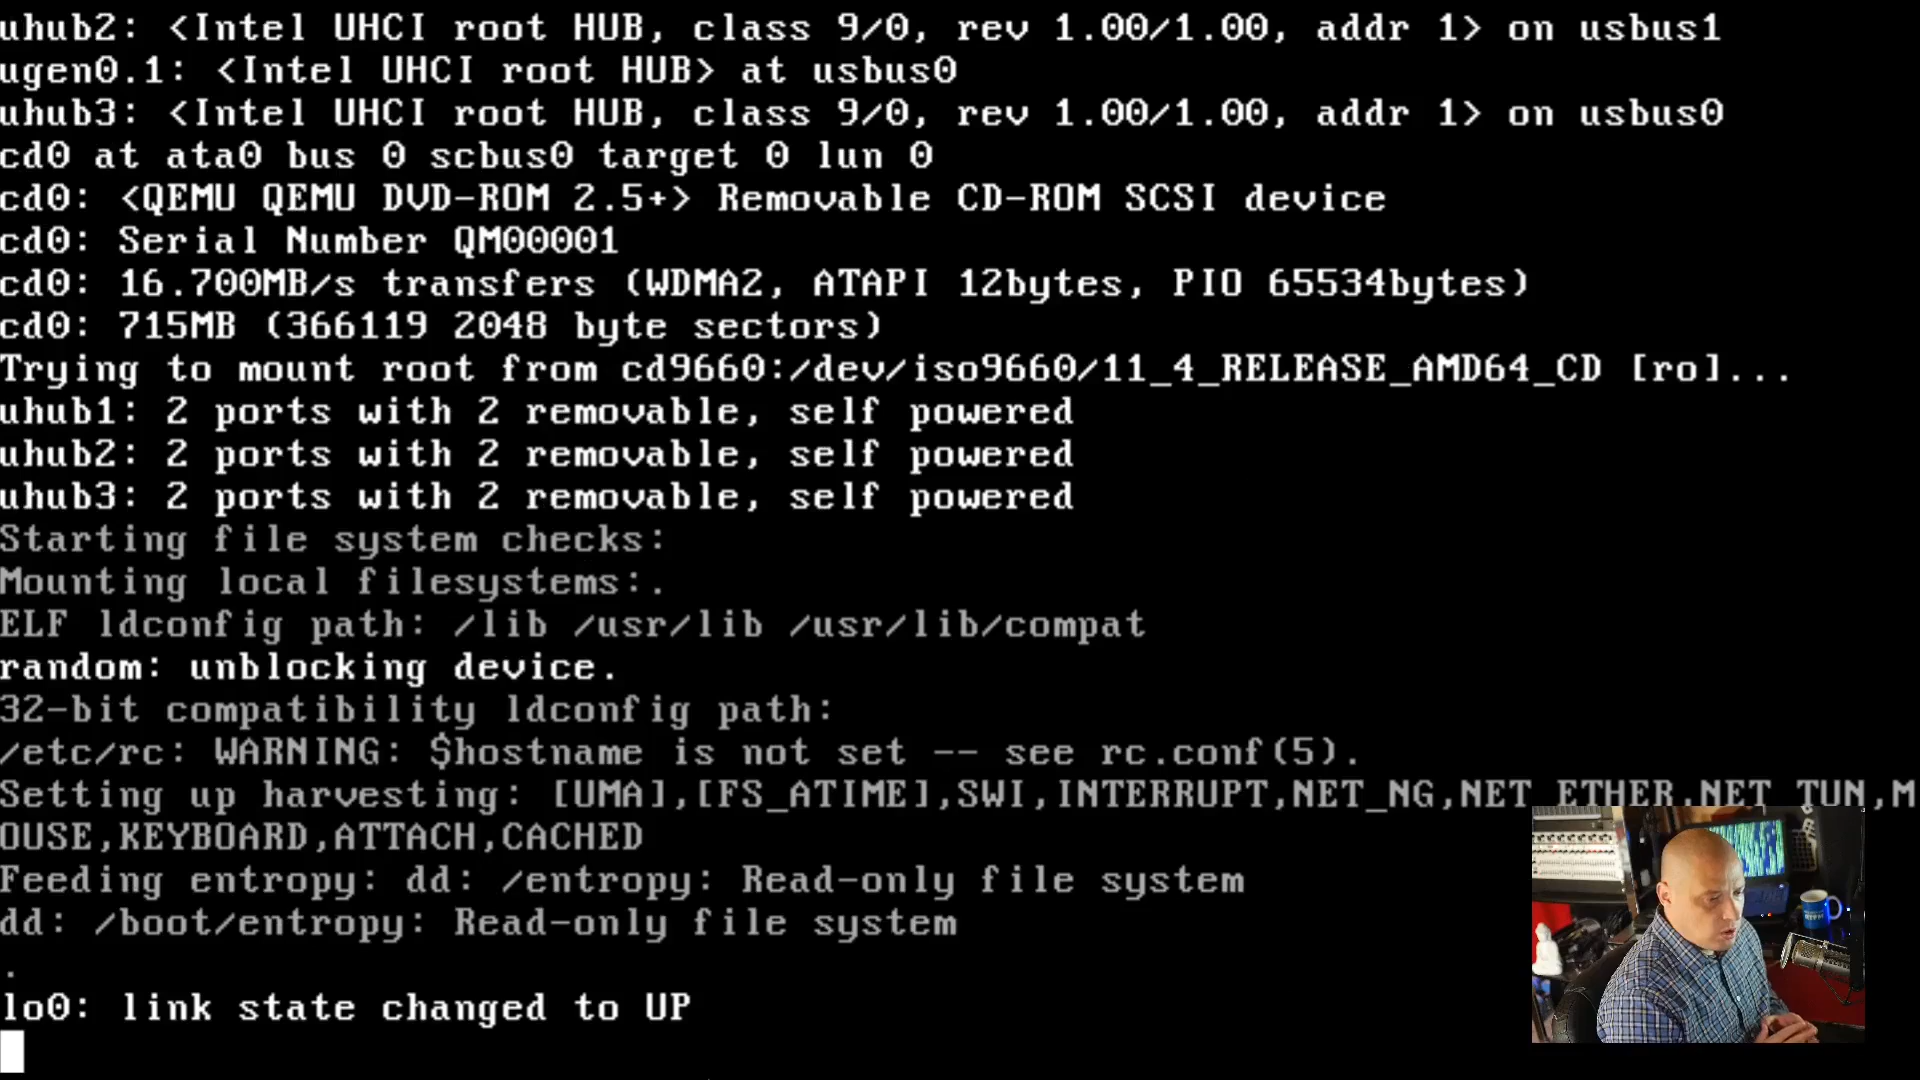 uhub2: <Intel UHCI root HUB, class 9/0, rev 1.00/1.00, addr 1> on usbus1
ugen0.1: <Intel UHCI root HUB> at usbus0
uhub3: <Intel UHCI root HUB, class 9/0, rev 1.00/1.00, addr 1> on usbus0
cd0 at ata0 bus 0 scbus0 target 0 lun 0
cd0: <QEMU QEMU DVD-ROM 2.5+> Removable CD-ROM SCSI device
cd0: Serial Number QM00001
cd0: 16.700MB/s transfers (WDMA2, ATAPI 12bytes, PIO 65534bytes)
cd0: 715MB (366119 2048 byte sectors)
Trying to mount root from cd9660:/dev/iso9660/11_4_RELEASE_AMD64_CD [ro]...
uhub1: 2 ports with 2 removable, self powered
uhub2: 2 ports with 2 removable, self powered
uhub3: 2 ports with 2 removable, self powered
Starting file system checks:
Mounting local filesystems:.
ELF ldconfig path: /lib /usr/lib /usr/lib/compat
random: unblocking device.
32-bit compatibility ldconfig path:
/etc/rc: WARNING: $hostname is not set -- see rc.conf(5).
Setting up harvesting: [UMA],[FS_ATIME],SWI,INTERRUPT,NET_NG,NET_ETHER,NET_TUN,M
OUSE,KEYBOARD,ATTACH,CACHED
Feeding entropy: dd: /entropy: Read-only file system
dd: /boot/entropy: Read-only file system
.
lo0: link state changed to UP